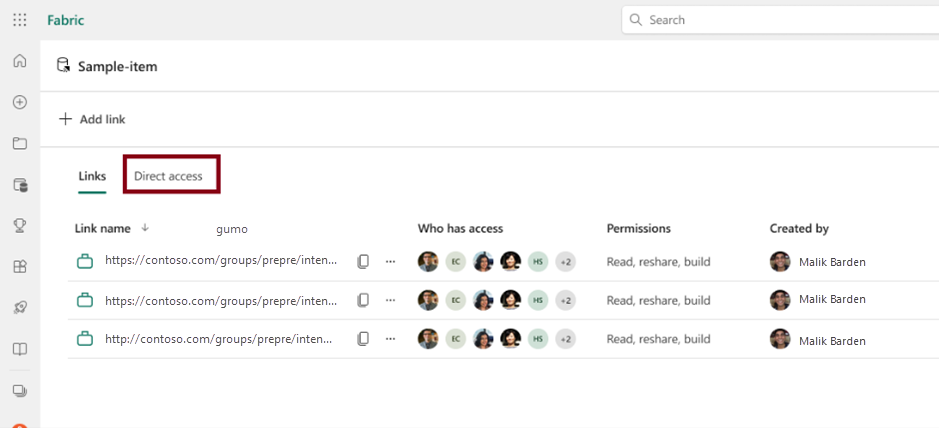 Fabric
Search
Sample-item
Add link
Links Direct access
Link name gumo Who has access Permissions Created by
https://contoso.com/groups/prepre/inten... EC HS +2 Read, reshare, build Malik Barden
https://contoso.com/groups/prepre/inten... EC HS +2 Read, reshare, build Malik Barden
http://contoso.com/groups/prepre/inten... EC HS +2 Read, reshare, build Malik Barden